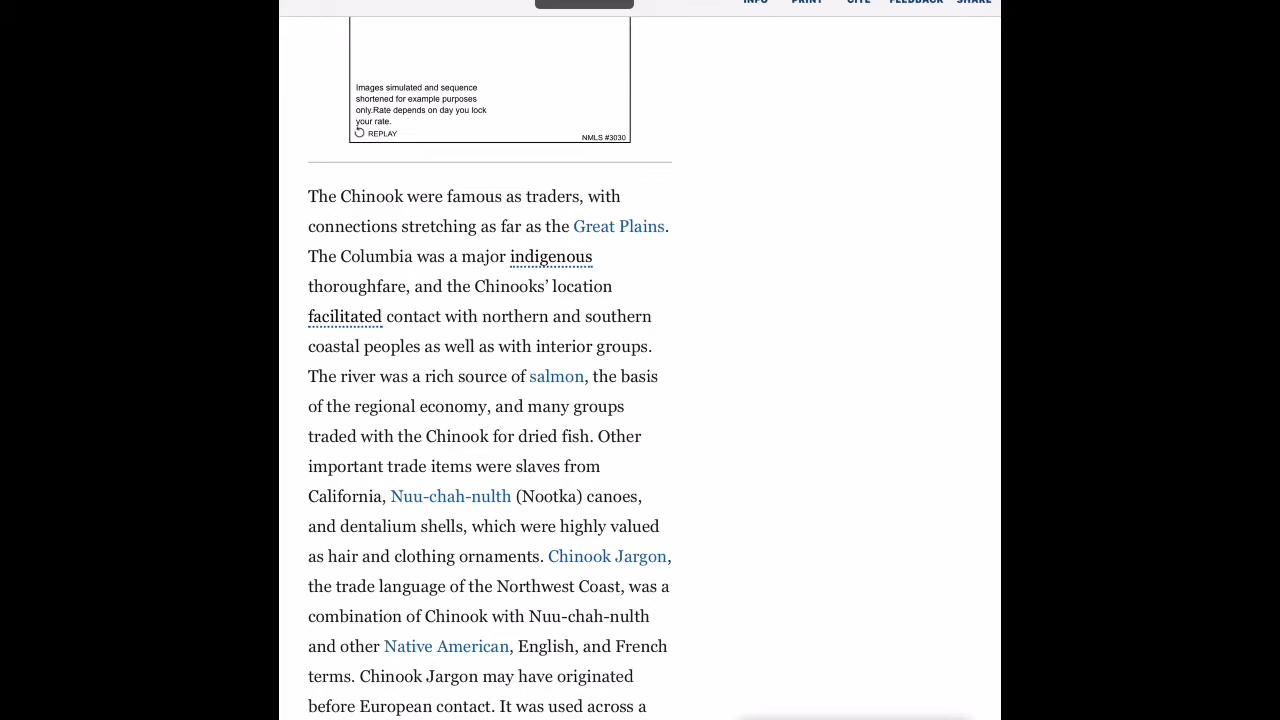 INFO PRINT CITE FEEDBACK SHARE
Images simulated and sequence
shortened for example purposes
only.Rate depends on day you lock
your rate.
REPLAY
NMLS #3030
The Chinook were famous as traders, with
connections stretching as far as the Great Plains.
The Columbia was a major indigenous
thoroughfare, and the Chinooks’ location
facilitated contact with northern and southern
coastal peoples as well as with interior groups.
The river was a rich source of salmon, the basis
of the regional economy, and many groups
traded with the Chinook for dried fish. Other
important trade items were slaves from
California, Nuu-chah-nulth (Nootka) canoes,
and dentalium shells, which were highly valued
as hair and clothing ornaments. Chinook Jargon,
the trade language of the Northwest Coast, was a
combination of Chinook with Nuu-chah-nulth
and other Native American, English, and French
terms. Chinook Jargon may have originated
before European contact. It was used across a